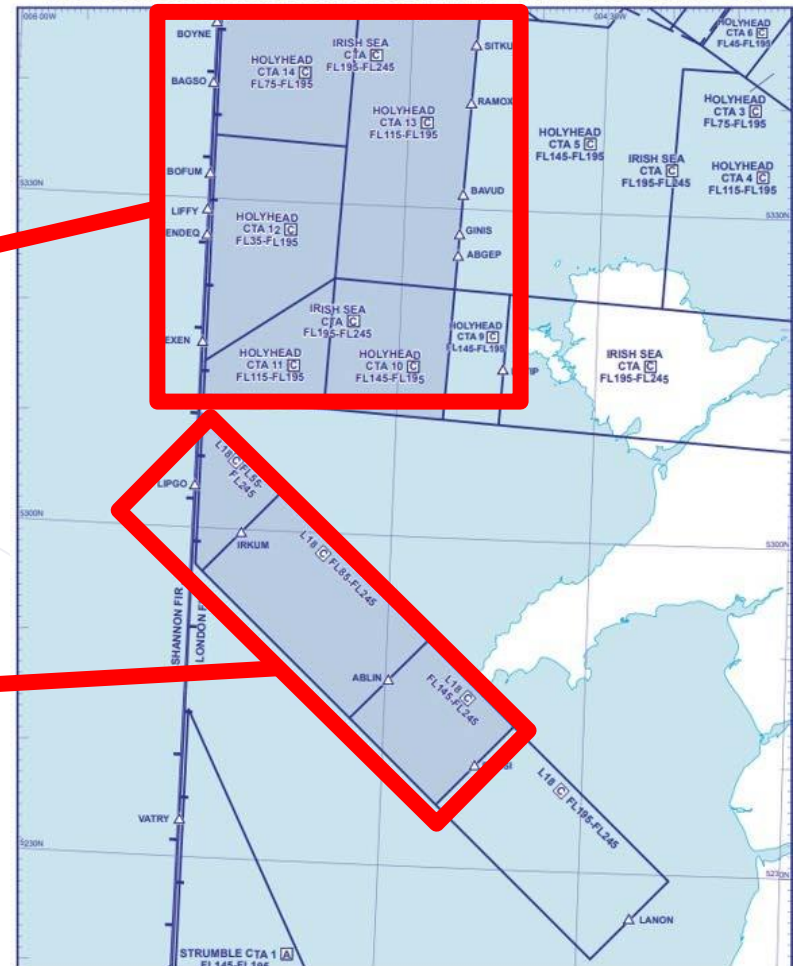 006 00W
004 30W
BOYNE
BAGSO
HOLYHEAD
CTA 14 C
FL75-FL195
IRISH SEA
CTA C
FL195-FL245
SITKU
RAMOX
HOLYHEAD
CTA 13 C
FL115-FL195
HOLYHEAD
CTA 5 C
FL145-FL195
HOLYHEAD
CTA 6 C
FL45-FL195
HOLYHEAD
CTA 3 C
FL75-FL195
IRISH SEA
CTA C
FL195-FL245
HOLYHEAD
CTA 4 C
FL115-FL195
5330N
BOFUM
LIFFY
ENDEQ
HOLYHEAD
CTA 12 C
FL35-FL195
BAVUD
GINIS
ABGEP
5330N
EXEN
IRISH SEA
CTA C
FL195-FL245
HOLYHEAD
CTA 11 C
FL115-FL195
HOLYHEAD
CTA 10 C
FL145-FL195
HOLYHEAD
CTA 9 C
FL145-FL195
IRISH SEA
CTA C
FL195-FL245
LIPGO
L18 C FL55-
FL245
5300N
IRKUM
L18 C FL85-FL245
5300N
SHANNON FIR
LONDON
ABLIN
L18 C
FL145-FL245
L18 C FL195-FL245
VATRY
5230N
5230N
LANON
STRUMBLE CTA 1 A
FL145-FL195